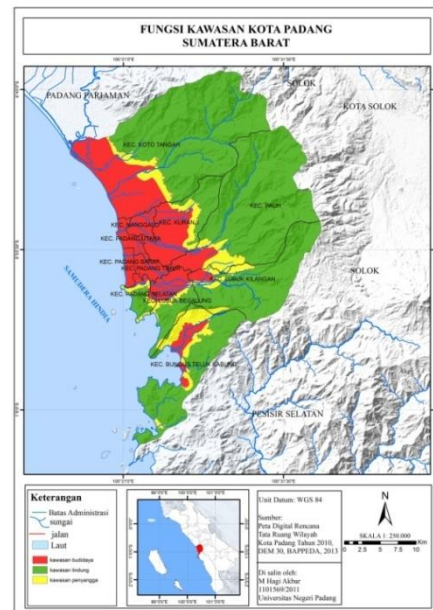 FUNGSI KAWASAN KOTA PADANG
SUMATERA BARAT
PADANG PARIAMAN
SOLOK
KOTA SOLOK
KEC. KOTO TANGAH
KEC. PAUH
KEC. KURANJI
KEC. NANGGALO
KEC. PADANG UTARA
KEC. PADANG BARAT
KEC. PADANG TIMUR
KEC. LUBUK KILANGAN
SOLOK
KEC. PADANG SELATAN
KEC. LUBUK BEGALUNG
SAMUDERA HINDIA
KEC. BUNGUS TELUK KABUNG
PESISIR SELATAN
Keterangan
Batas Administrasi
sungai
jalan
Laut
kawasan budidaya
kawasan lindung
kawasan penyangga
Unit Datum: WGS 84
Sumber:
Peta Digital Rencana
Tata Ruang Wilayah
Kota Padang Tahun 2010,
DEM 30, BAPPEDA, 2013
Di salin oleh:
M Hagi Akbar
1101569/2011
Universitas Negeri Padang
N
SKALA 1: 250.000
0 2.5 5 7.5 10
Km